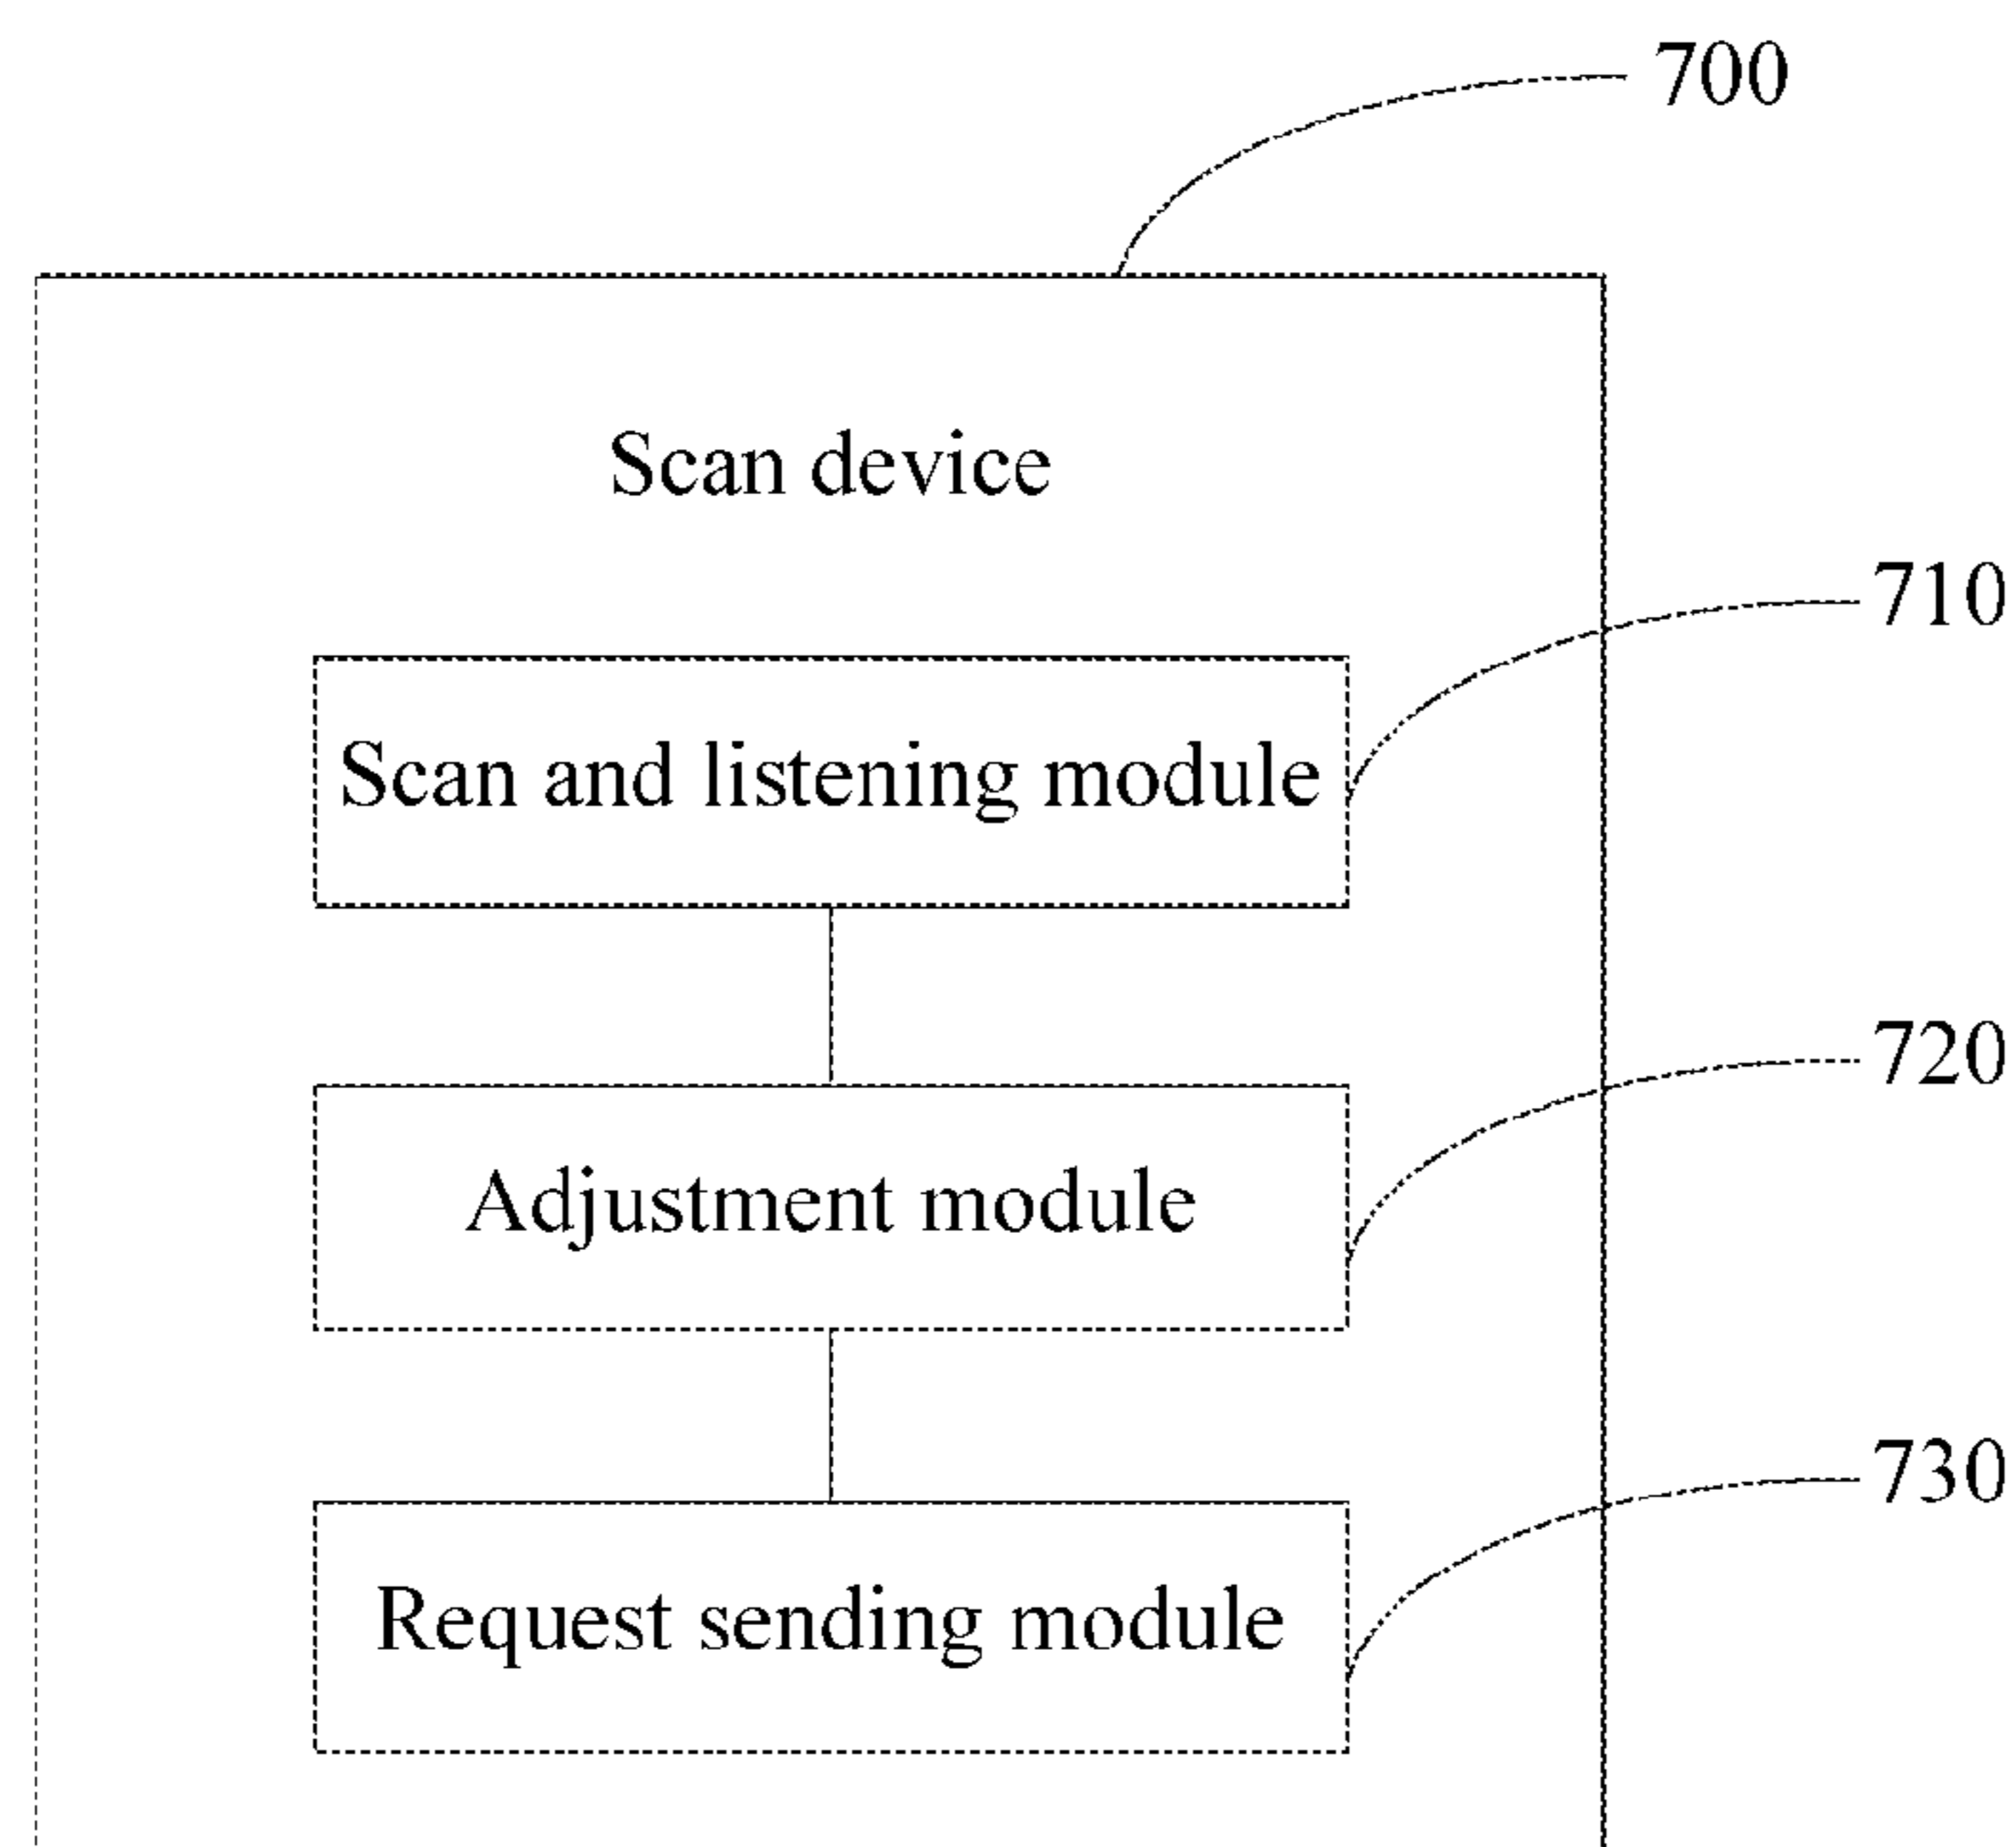 700
Scan device
710
Scan and listening module
720
Adjustment module
730
Request sending module